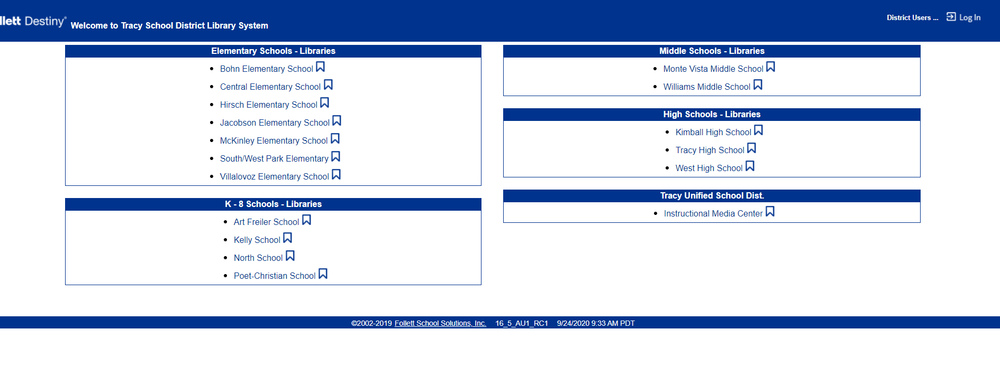 llett Destiny®
Welcome to Tracy School District Library System
District Users ...
Log In
Elementary Schools - Libraries
Bohn Elementary School
Central Elementary School
Hirsch Elementary School
Jacobson Elementary School
McKinley Elementary School
South/West Park Elementary
Villalovoz Elementary School
K - 8 Schools - Libraries
Art Freiler School
Kelly School
North School
Poet-Christian School
Middle Schools - Libraries
Monte Vista Middle School
Williams Middle School
High Schools - Libraries
Kimball High School
Tracy High School
West High School
Tracy Unified School Dist.
Instructional Media Center
©2002-2019 Follett School Solutions, Inc. 16_5_AU1_RC1 9/24/2020 9:33 AM PDT